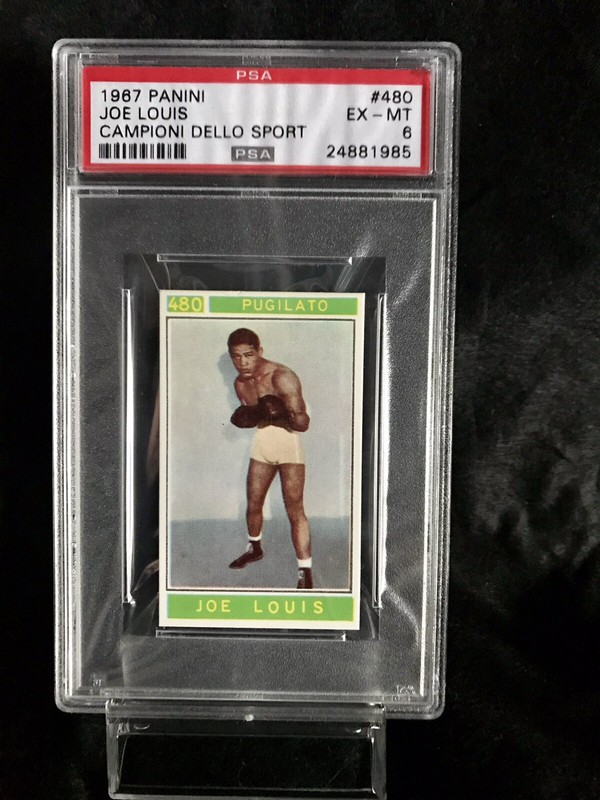 PSA
1967 PANINI #480
JOE LOUIS EX - MT
CAMPIONI DELLO SPORT 6
PSA 24881985
480 PUGILATO
JOE LOUIS